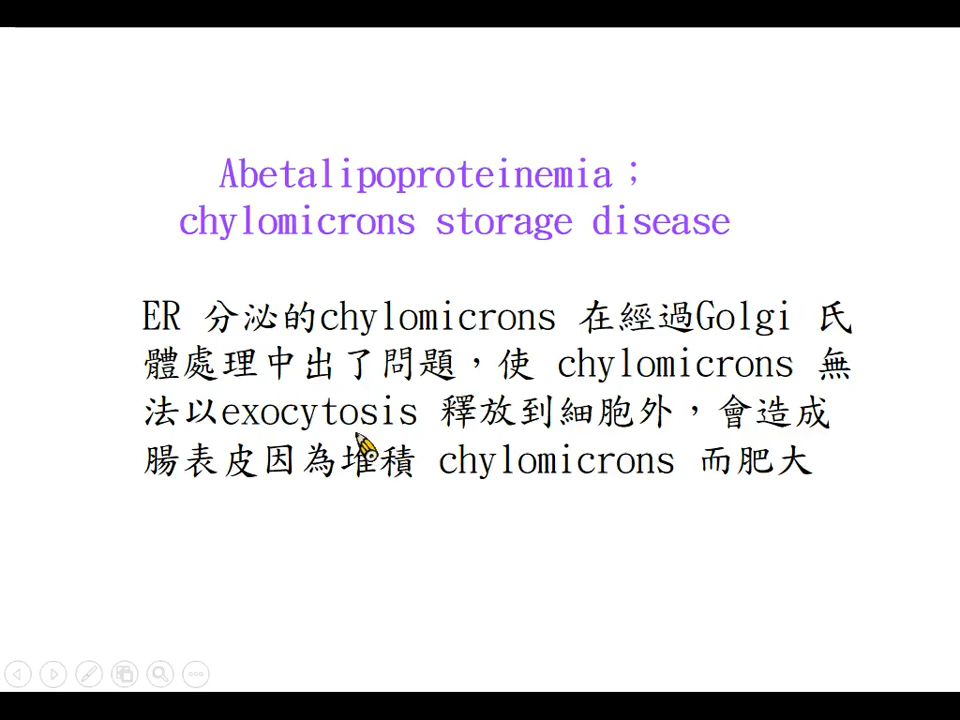 Abetalipoproteinemia；
chylomicrons storage disease
ER 分泌的chylomicrons 在經過Golgi 氏
體處理中出了問題，使 chylomicrons 無
法以exocytosis 釋放到細胞外，會造成
腸表皮因為堆積 chylomicrons 而肥大